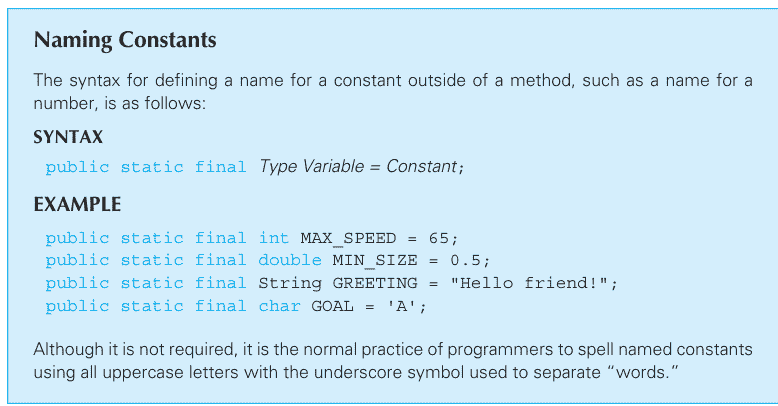 Naming Constants
The syntax for defining a name for a constant outside of a method, such as a name for a
number, is as follows:
SYNTAX
public static final Type Variable = Constant;
EXAMPLE
public static final int MAX_SPEED = 65;
public static final double MIN_SIZE = 0.5;
public static final String GREETING = "Hello friend!";
public static final char GOAL = 'A';
Although it is not required, it is the normal practice of programmers to spell named constants
using all uppercase letters with the underscore symbol used to separate “words.”